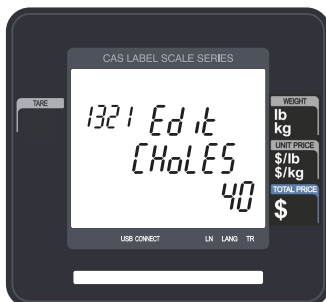 CAS LABEL SCALE SERIES
TARE
1321 Edit
CHoLES
40
WEIGHT
lb
kg
UNIT PRICE
$/lb
$/kg
TOTAL PRICE
$
USB CONNECT LN LANG TR